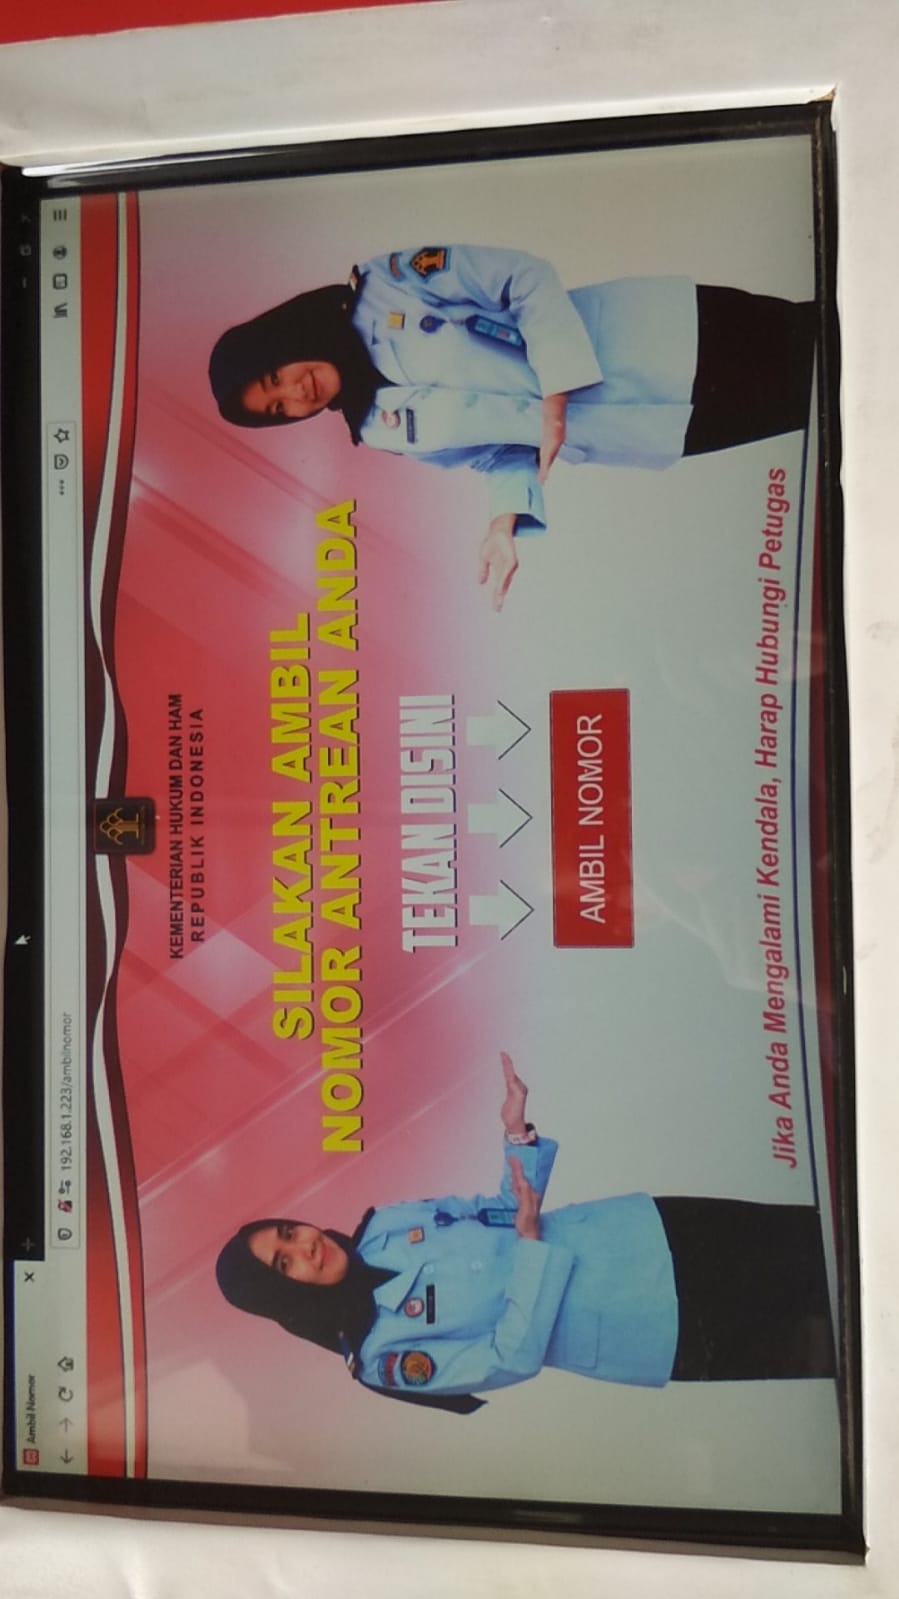 Ambil Nomor
192.168.1.223/ambilnomor
KEMENTERIAN HUKUM DAN HAM
REPUBLIK INDONESIA
SILAKAN AMBIL
NOMOR ANTREAN ANDA
TEKAN DISINI
AMBIL NOMOR
Jika Anda Mengalami Kendala, Harap Hubungi Petugas